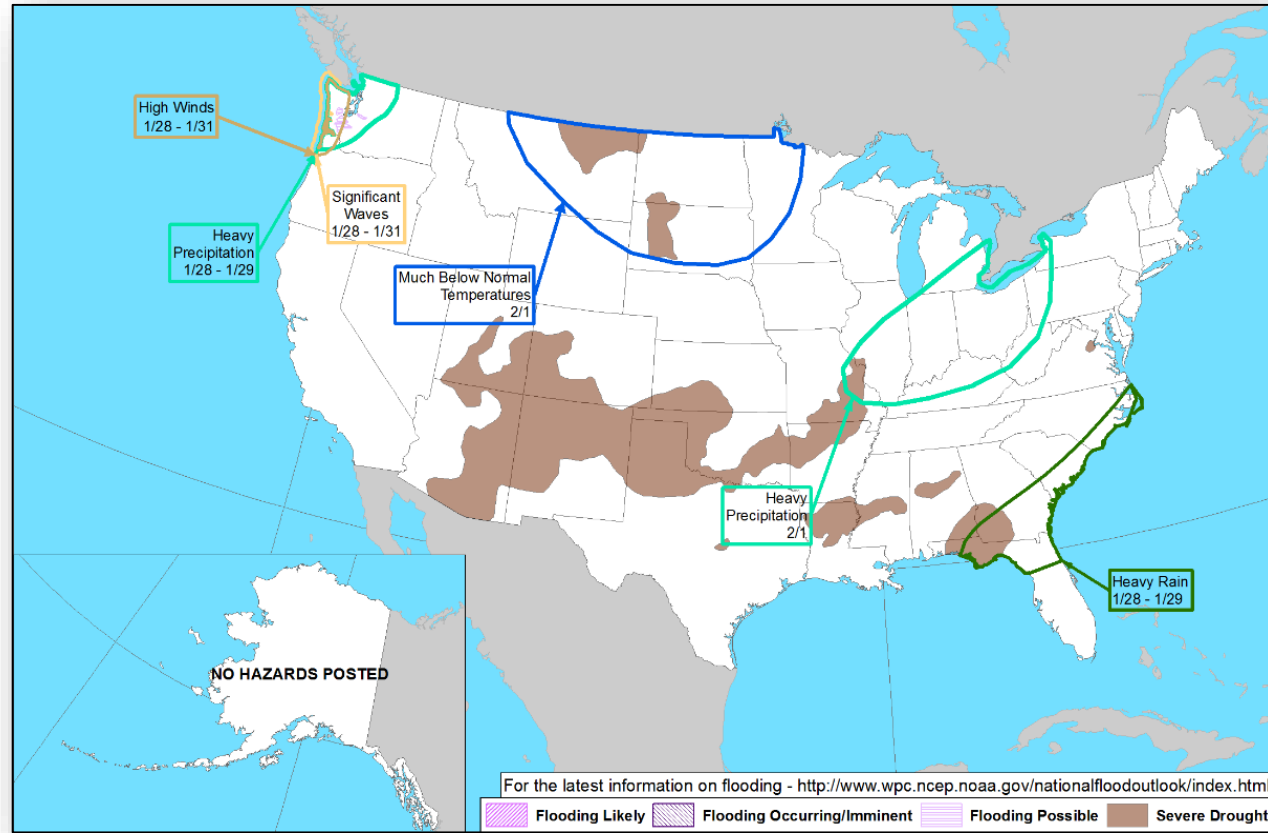 High Winds
1/28 - 1/31
Significant
Waves
1/28 - 1/31
Heavy
Precipitation
1/28 - 1/29
Much Below Normal
Temperatures
2/1
Heavy
Precipitation
2/1
Heavy Rain
1/28 - 1/29
NO HAZARDS POSTED
For the latest information on flooding - http://www.wpc.ncep.noaa.gov/nationalfloodoutlook/index.html
Flooding Likely Flooding Occurring/Imminent Flooding Possible Severe Drought